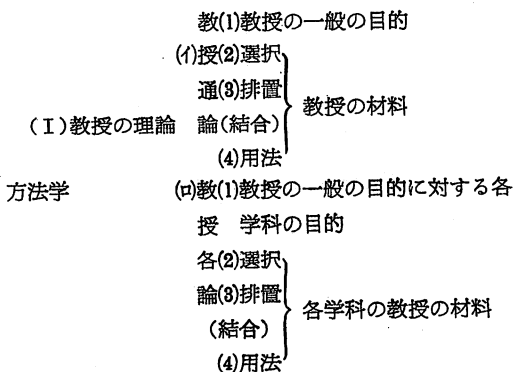 教(1)教授の一般の目的
(イ)授(2)選択
通(3)排置 教授の材料
(I)教授の理論 論(結合)
(4)用法
方法学 (ロ)教(1)教授の一般の目的に対する各
授 学科の目的
各(2)選択
論(3)排置 各学科の教授の材料
(結合)
(4)用法